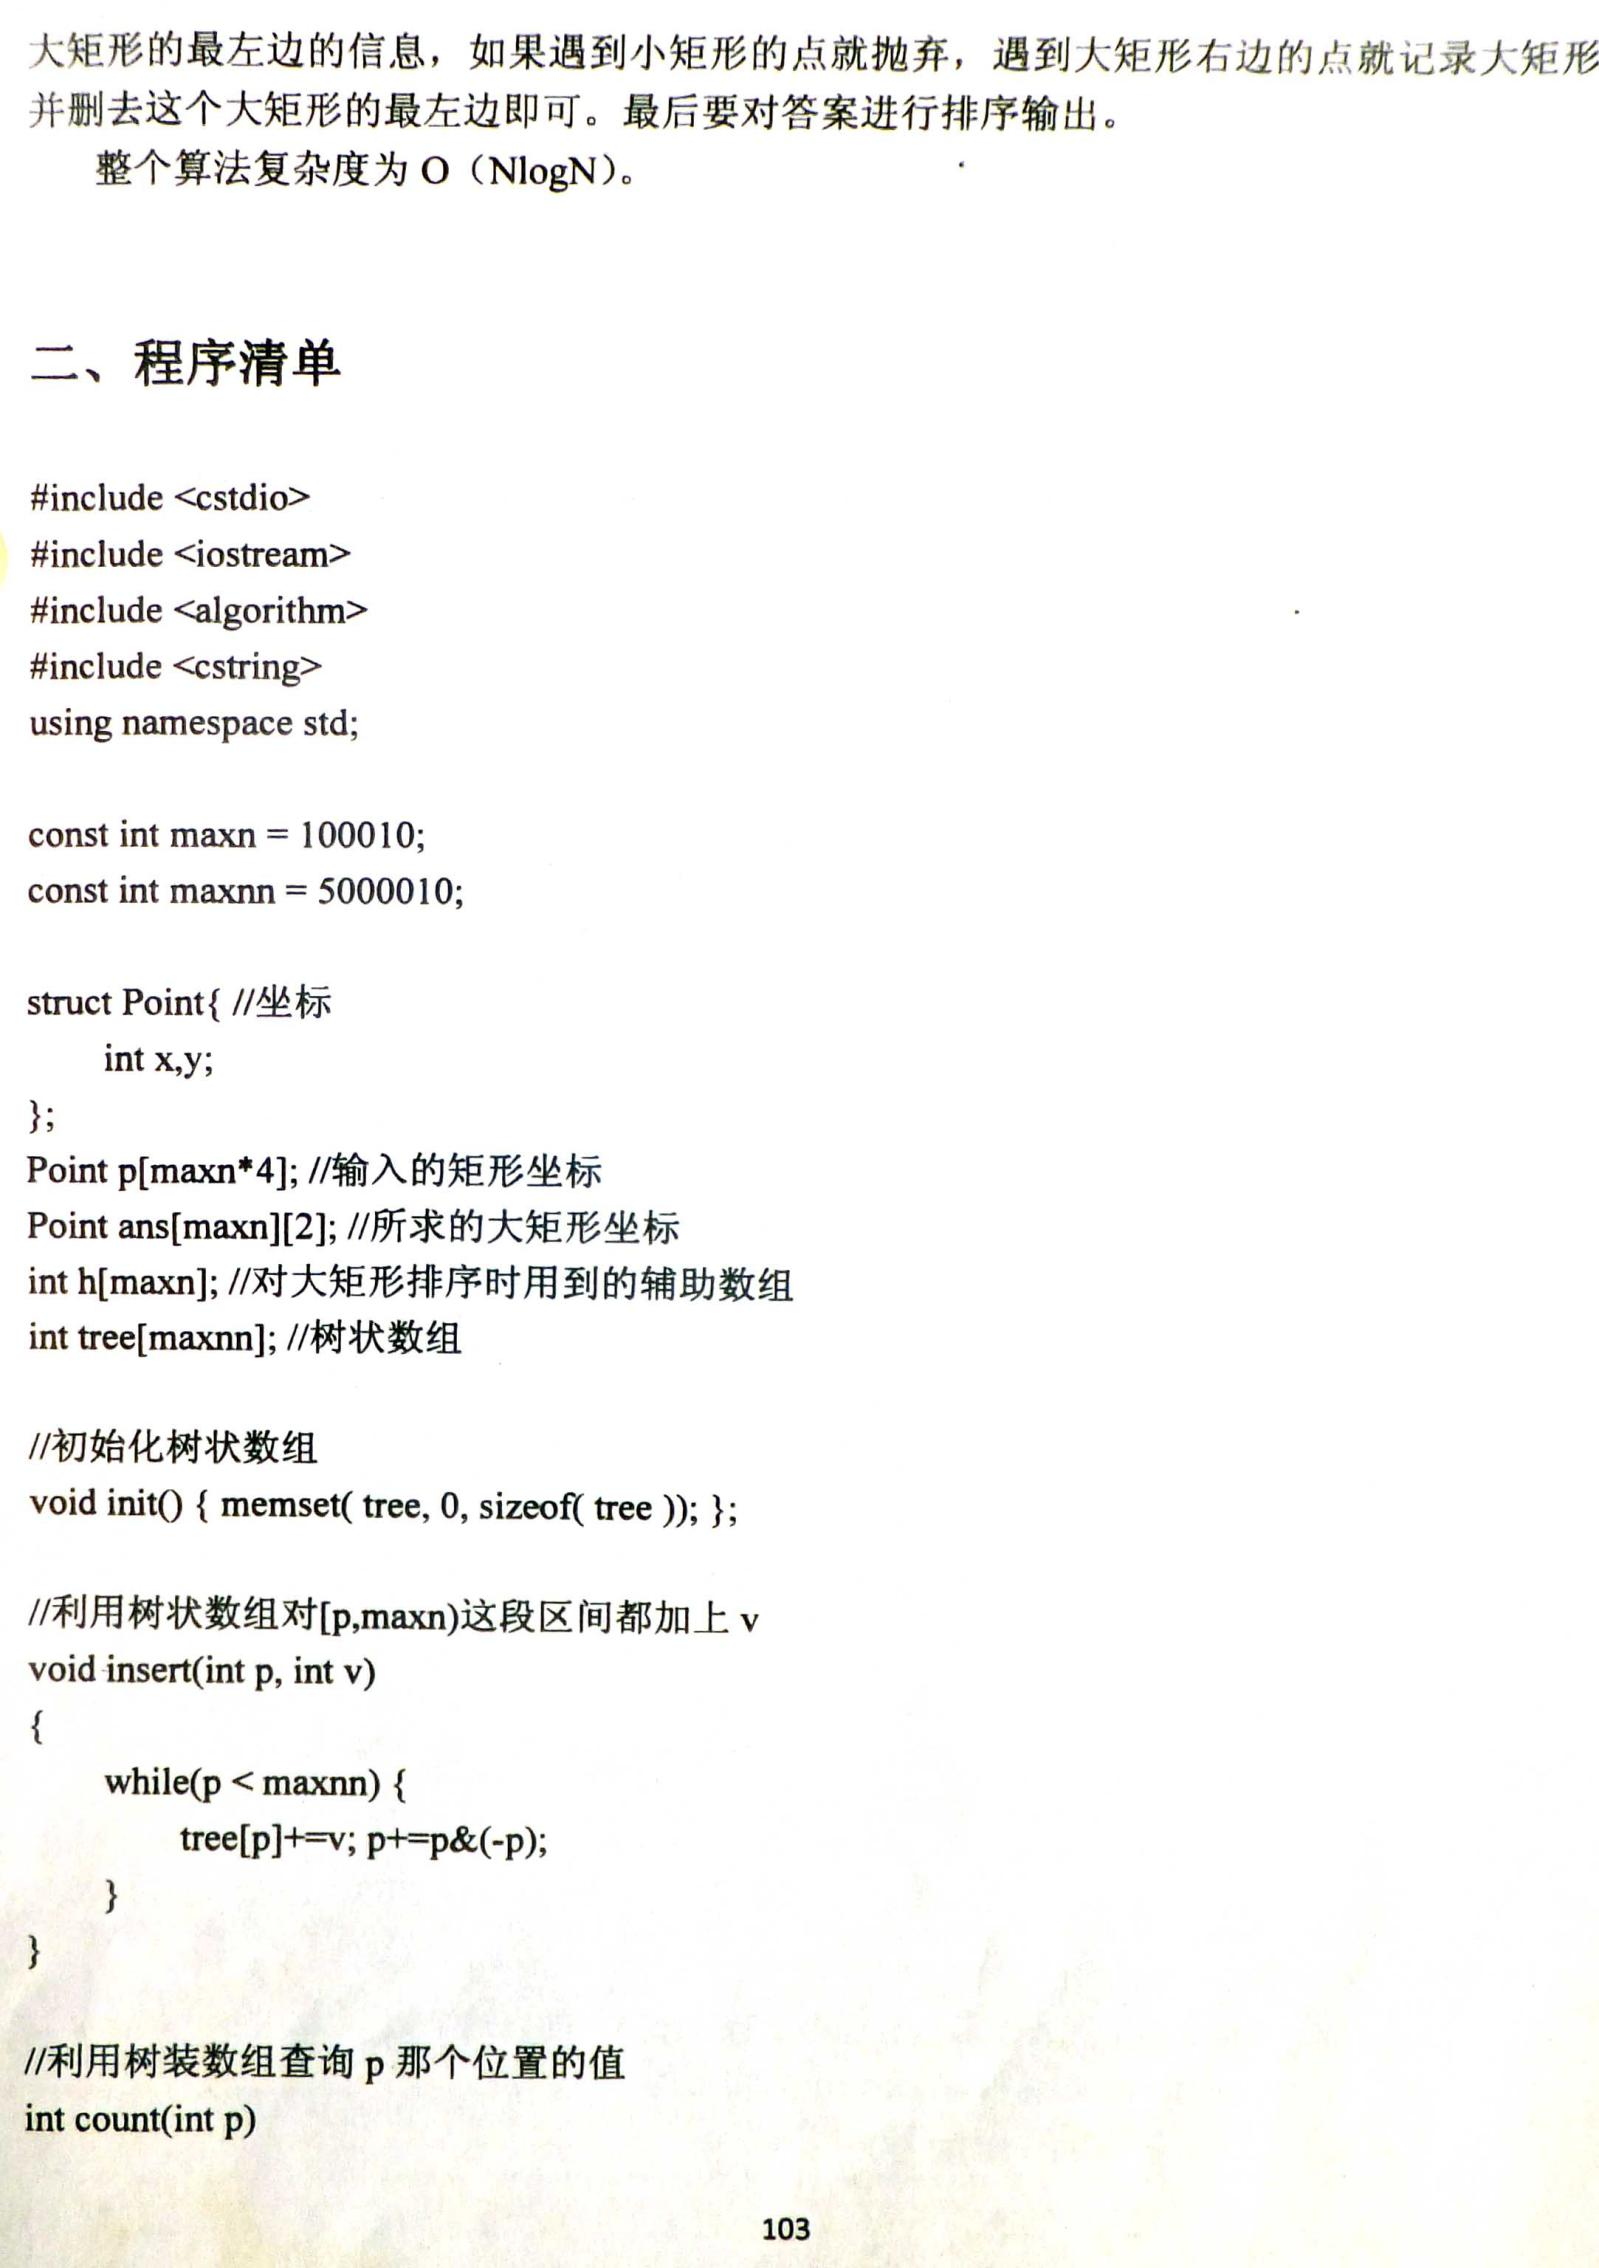 大矩形的最左边的信息，如果遇到小矩形的点就抛弃，遇到大矩形右边的点就记录大矩形
并删去这个大矩形的最左边即可。最后要对答案进行排序输出。
整个算法复杂度为 O（NlogN）。
二、程序清单
#include <cstdio>
#include <iostream>
#include <algorithm>
#include <cstring>
using namespace std;
const int maxn = 100010;
const int maxnn = 5000010;
struct Point{ //坐标
int x,y;
};
Point p[maxn*4]; //输入的矩形坐标
Point ans[maxn][2]; //所求的大矩形坐标
int h[maxn]; //对大矩形排序时用到的辅助数组
int tree[maxnn]; //树状数组
//初始化树状数组
void init() { memset( tree, 0, sizeof( tree )); };
//利用树状数组对[p,maxn)这段区间都加上 v
void insert(int p, int v)
{
while(p < maxnn) {
tree[p]+=v; p+=p&(-p);
}
}
//利用树装数组查询 p 那个位置的值
int count(int p)
103